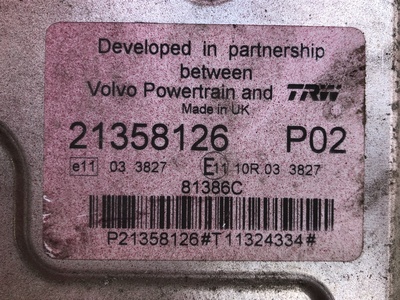 Developed in partnership
between
Volvo Powertrain and TRW
Made in UK
21358126 P02
e11 03 3827 E11 10R.03 3827
81386C
P21358126#T11324334#